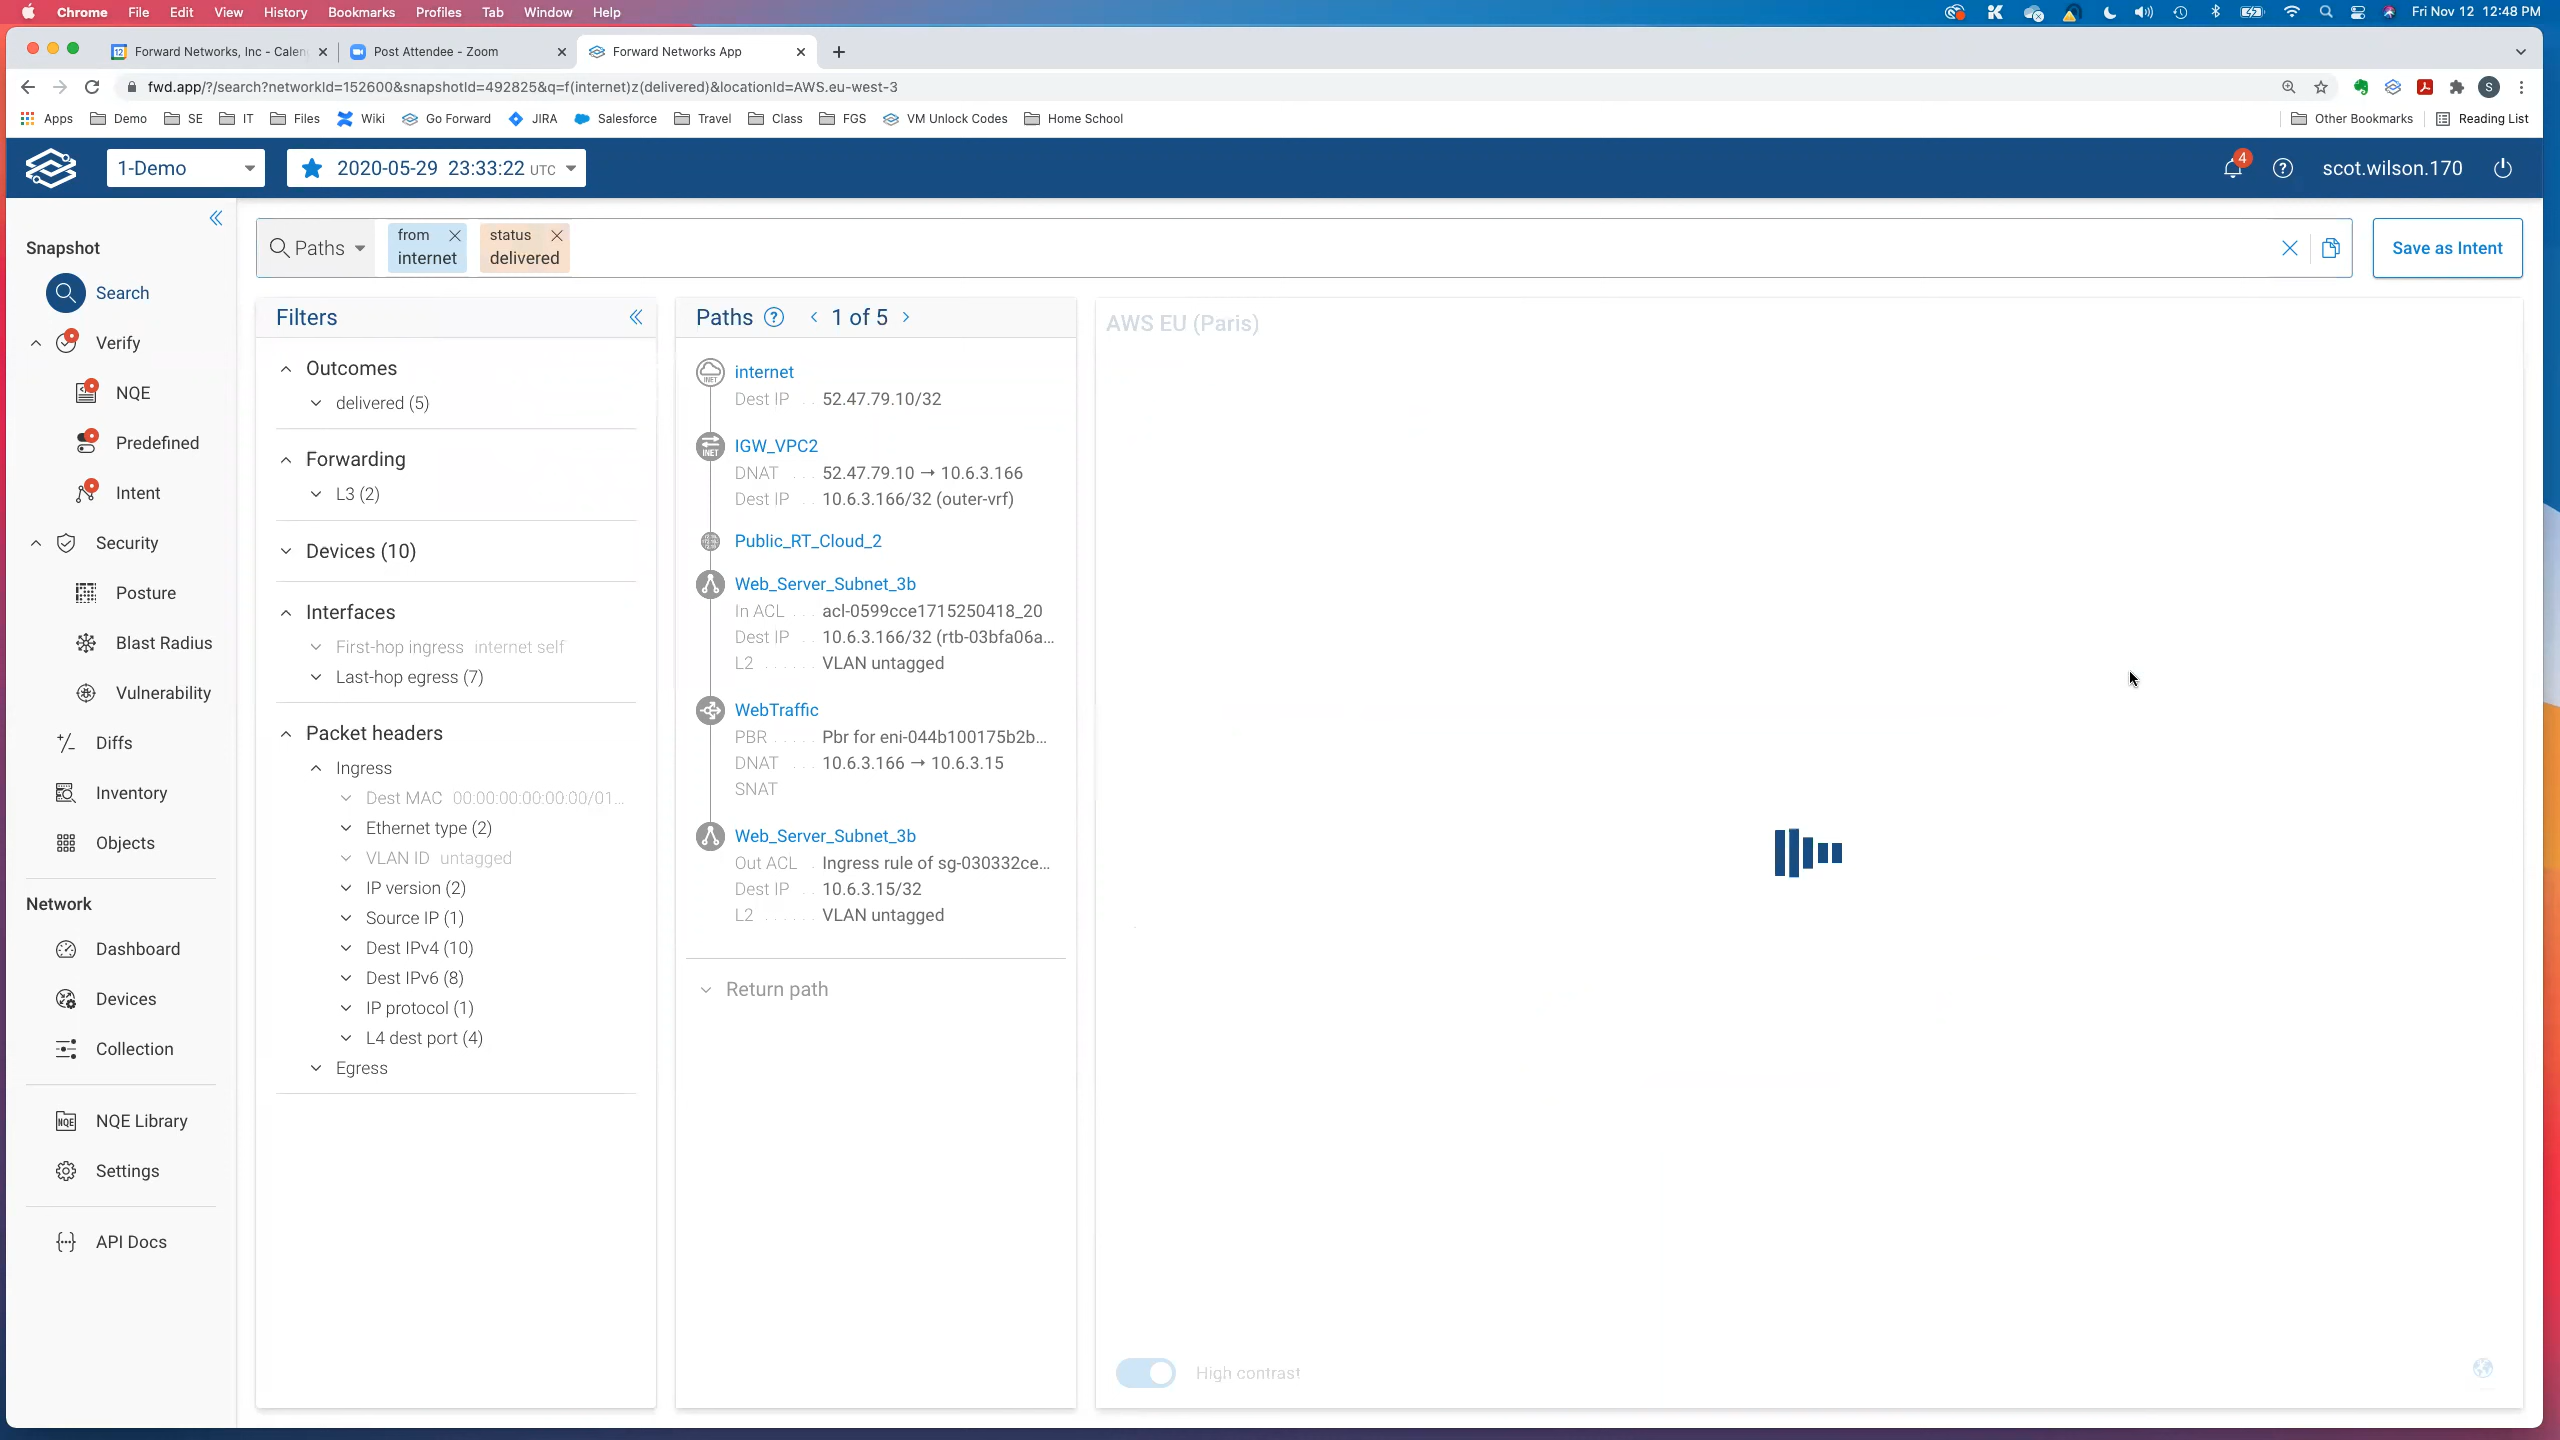 Chrome File Edit View History Bookmarks Profiles Tab Window Help
Fri Nov 12 12:48 PM
12 Forward Networks, Inc - Calen
Post Attendee - Zoom
Forward Networks App
fwd.app/?/search?networkId=152600&snapshotId=492825&q=f(internet)z(delivered)&locationId=AWS.eu-west-3
S
Apps Demo SE IT Files Wiki Go Forward JIRA Salesforce Travel Class FGS VM Unlock Codes Home School Other Bookmarks Reading List
1-Demo
2020-05-29 23:33:22 UTC
4
scot.wilson.170
Snapshot
Search
Verify
NQE
Predefined
Intent
Security
Posture
Blast Radius
Vulnerability
Diffs
Inventory
Objects
Network
Dashboard
Devices
Collection
NQE Library
Settings
API Docs
Paths
from
internet
status
delivered
Save as Intent
Filters
Outcomes
delivered (5)
Forwarding
L3 (2)
Devices (10)
Interfaces
First-hop ingress internet self
Last-hop egress (7)
Packet headers
Ingress
Dest MAC 00:00:00:00:00:00/01...
Ethernet type (2)
VLAN ID untagged
IP version (2)
Source IP (1)
Dest IPv4 (10)
Dest IPv6 (8)
IP protocol (1)
L4 dest port (4)
Egress
Paths 1 of 5
internet
Dest IP .. 52.47.79.10/32
IGW_VPC2
DNAT ... 52.47.79.10 → 10.6.3.166
Dest IP .. 10.6.3.166/32 (outer-vrf)
Public_RT_Cloud_2
Web_Server_Subnet_3b
In ACL ... acl-0599cce1715250418_20
Dest IP .. 10.6.3.166/32 (rtb-03bfa06a...
L2 ...... VLAN untagged
WebTraffic
PBR ..... Pbr for eni-044b100175b2b...
DNAT ... 10.6.3.166 → 10.6.3.15
SNAT
Web_Server_Subnet_3b
Out ACL . Ingress rule of sg-030332ce...
Dest IP .. 10.6.3.15/32
L2 ...... VLAN untagged
Return path
AWS EU (Paris)
High contrast